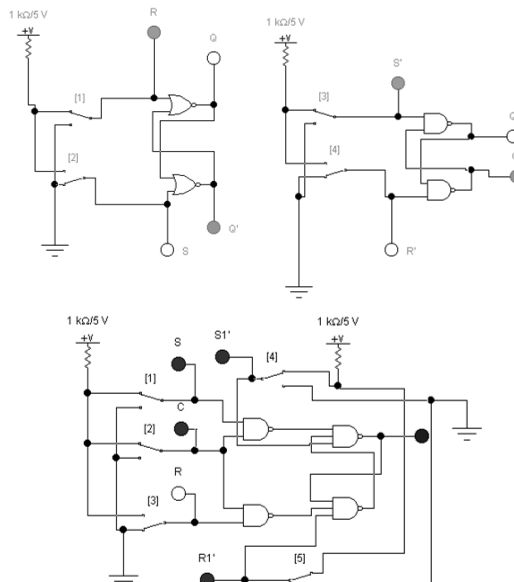 1 kΩ/5 V
+V
R
Q
[1]
[2]
Q'
S
1 kΩ/5 V
+V
S'
[3]
[4]
R'
1 kΩ/5 V
+V
S
S1'
[4]
1 kΩ/5 V
+V
[1]
C
[2]
R
[3]
R1'
[5]